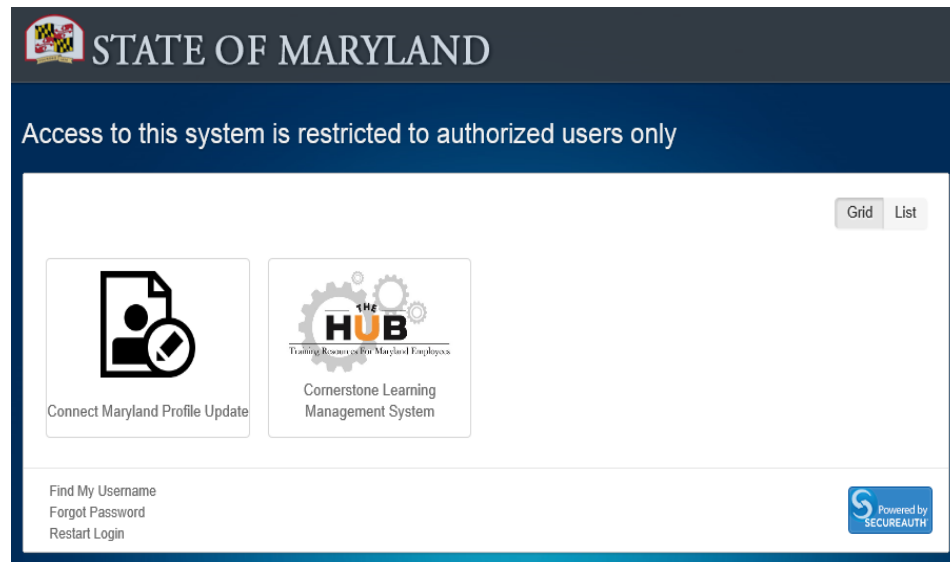 STATE OF MARYLAND
Access to this system is restricted to authorized users only
Grid List
Connect Maryland Profile Update
THE
HUB
Training Resources For Maryland Employees
Cornerstone Learning
Management System
Find My Username
Forgot Password
Restart Login
Powered by
SECUREAUTH